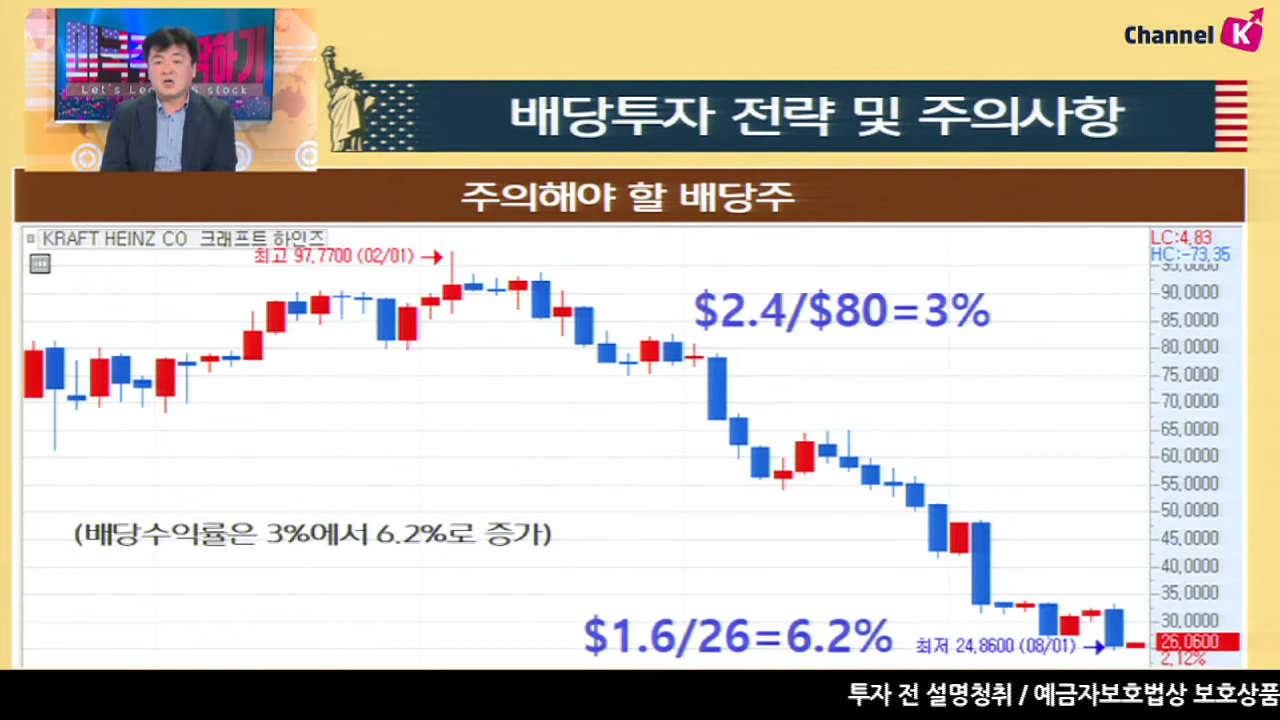 Channel K
Let's Le
stock
배당투자 전략 및 주의사항
주의해야 할 배당주
KRAFT HEINZ CO 크래프트 하인즈
최고 97,7700 (02/01)
LC:4,83
HC:-73,35
95,0000
$2.4/$80=3%
90,0000
85,0000
80,0000
75,0000
70,0000
65,0000
60,0000
55,0000
50,0000
(배당수익률은 3%에서 6.2%로 증가)
45,0000
40,0000
35,0000
30,0000
$1.6/26=6.2%
최저 24,8600 (08/01)
26,0600
2,12%
투자 전 설명청취 / 예금자보호법상 보호상품